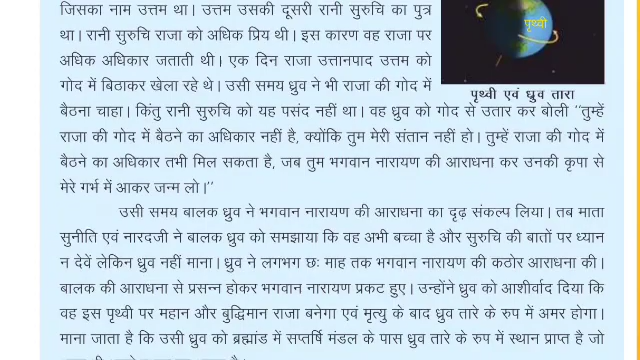 जिसका नाम उत्तम था। उत्तम उसकी दूसरी रानी सुरुचि का पुत्र
था। रानी सुरुचि राजा को अधिक प्रिय थी। इस कारण वह राजा पर
अधिक अधिकार जताती थी। एक दिन राजा उत्तानपाद उत्तम को
गोद में बिठाकर खेला रहे थे। उसी समय ध्रुव ने भी राजा की गोद में
पृथ्वी
पृथ्वी एवं ध्रुव तारा
बैठना चाहा। किंतु रानी सुरुचि को यह पसंद नहीं था। वह ध्रुव को गोद से उतार कर बोली “तुम्हें
राजा की गोद में बैठने का अधिकार नहीं है, क्योंकि तुम मेरी संतान नहीं हो। तुम्हें राजा की गोद में
बैठने का अधिकार तभी मिल सकता है, जब तुम भगवान नारायण की आराधना कर उनकी कृपा से
मेरे गर्भ में आकर जन्म लो।”
उसी समय बालक ध्रुव ने भगवान नारायण की आराधना का दृढ़ संकल्प लिया। तब माता
सुनीति एवं नारदजी ने बालक ध्रुव को समझाया कि वह अभी बच्चा है और सुरुचि की बातों पर ध्यान
न देवें लेकिन ध्रुव नहीं माना। ध्रुव ने लगभग छः माह तक भगवान नारायण की कठोर आराधना की।
बालक की आराधना से प्रसन्न होकर भगवान नारायण प्रकट हुए। उन्होंने ध्रुव को आशीर्वाद दिया कि
वह इस पृथ्वी पर महान और बुद्धिमान राजा बनेगा एवं मृत्यु के बाद ध्रुव तारे के रुप में अमर होगा।
माना जाता है कि उसी ध्रुव को ब्रह्मांड में सप्तर्षि मंडल के पास ध्रुव तारे के रुप में स्थान प्राप्त है जो